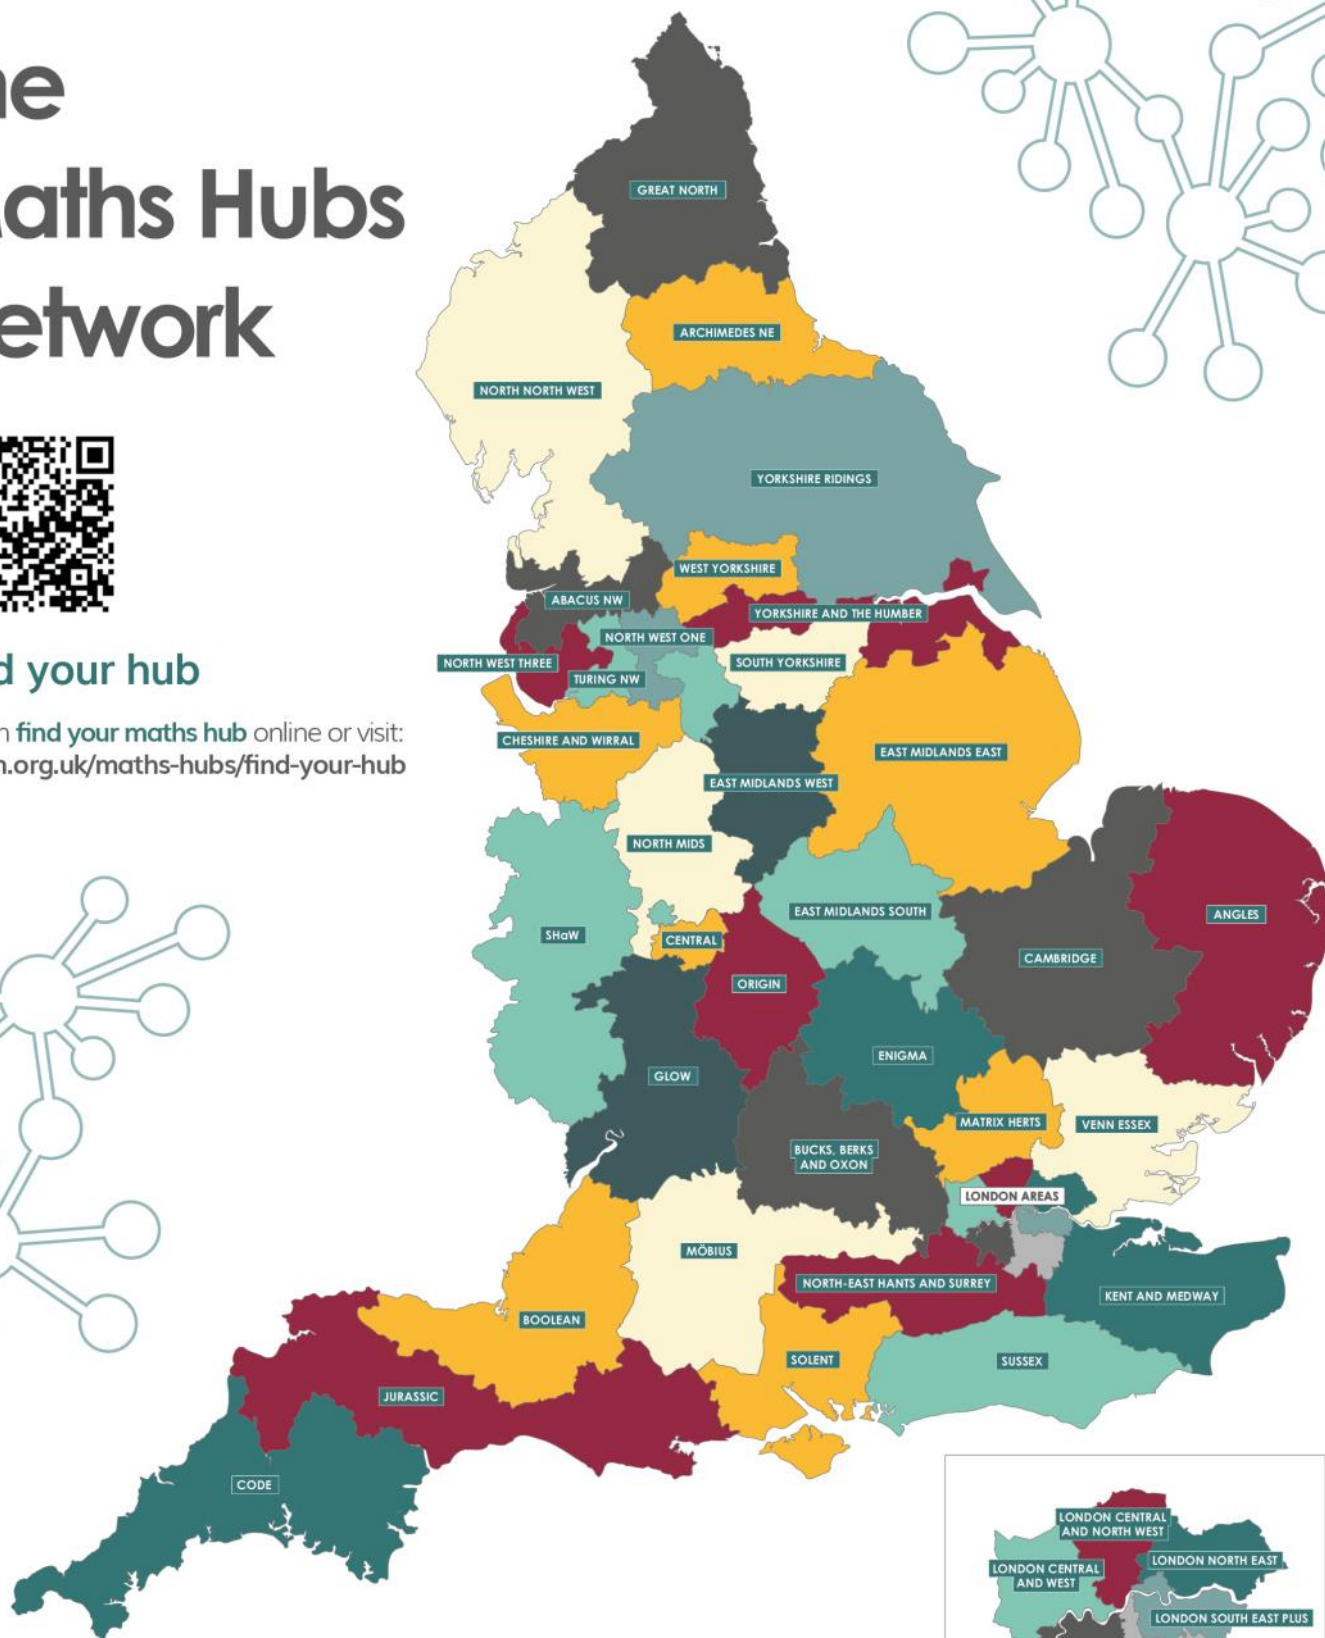 ne
aths Hubs
etwork
d your hub
n find your maths hub online or visit:
n.org.uk/maths-hubs/find-your-hub
GREAT NORTH
ARCHIMEDES NE
NORTH NORTH WEST
YORKSHIRE RIDINGS
WEST YORKSHIRE
ABACUS NW
YORKSHIRE AND THE HUMBER
NORTH WEST ONE
NORTH WEST THREE
SOUTH YORKSHIRE
TURING NW
CHESHIRE AND WIRRAL
EAST MIDLANDS EAST
EAST MIDLANDS WEST
NORTH MIDS
EAST MIDLANDS SOUTH
ANGLES
SHaW
CENTRAL
CAMBRIDGE
ORIGIN
ENIGMA
GLOW
MATRIX HERTS
VENN ESSEX
BUCKS, BERKS
AND OXON
LONDON AREAS
MÖBIUS
NORTH-EAST HANTS AND SURREY
KENT AND MEDWAY
BOOLEAN
SOLENT
SUSSEX
JURASSIC
CODE
LONDON CENTRAL
AND NORTH WEST
LONDON NORTH EAST
LONDON CENTRAL
AND WEST
LONDON SOUTH EAST PLUS